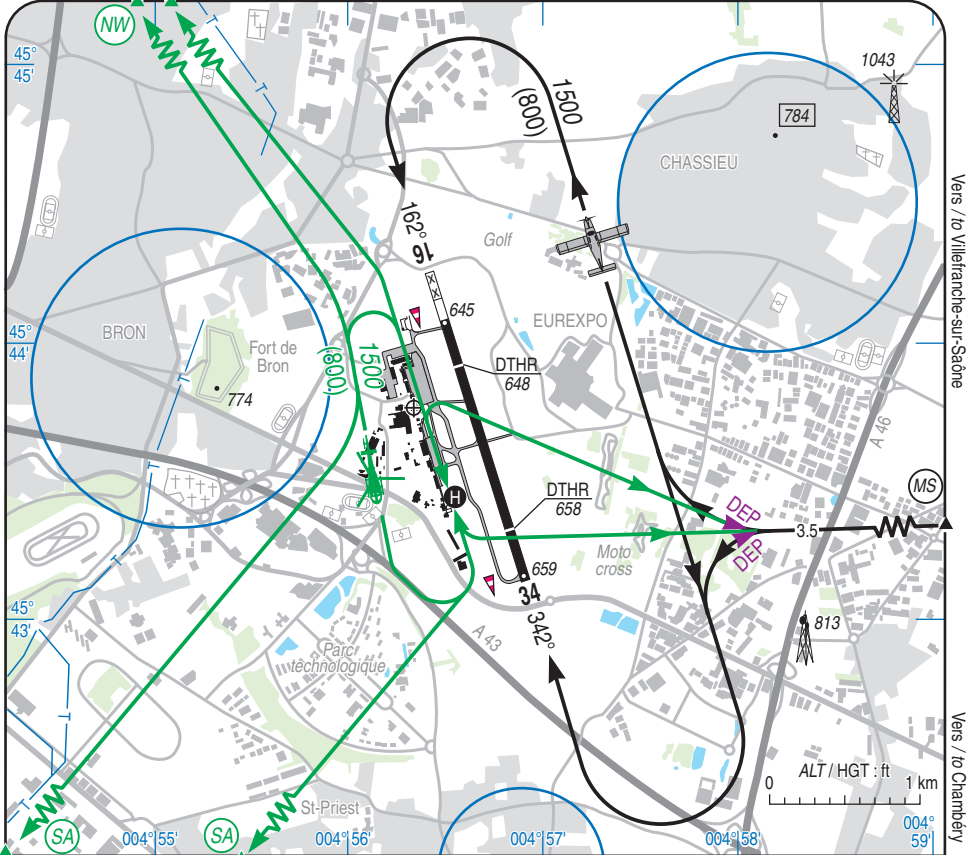 NW
45°
45'
1043
784
CHASSIEU
1500
(800)
Vers / to Villefranche-sur-Saône
162°
16
Golf
645
EUREXPO
45°
44'
BRON
Fort de
Bron
774
1500
(800)
DTHR
648
A 46
MS
H
DTHR
658
DEP
DEP
3.5
Moto
cross
659
34
342°
45°
43'
813
A 43
Parc
technologique
T
T
T
T
T
Vers / to Chambéry
ALT / HGT : ft
0
1 km
St-Priest
SA
SA
004°55'
004°56'
004°57'
004°58'
004°
59'